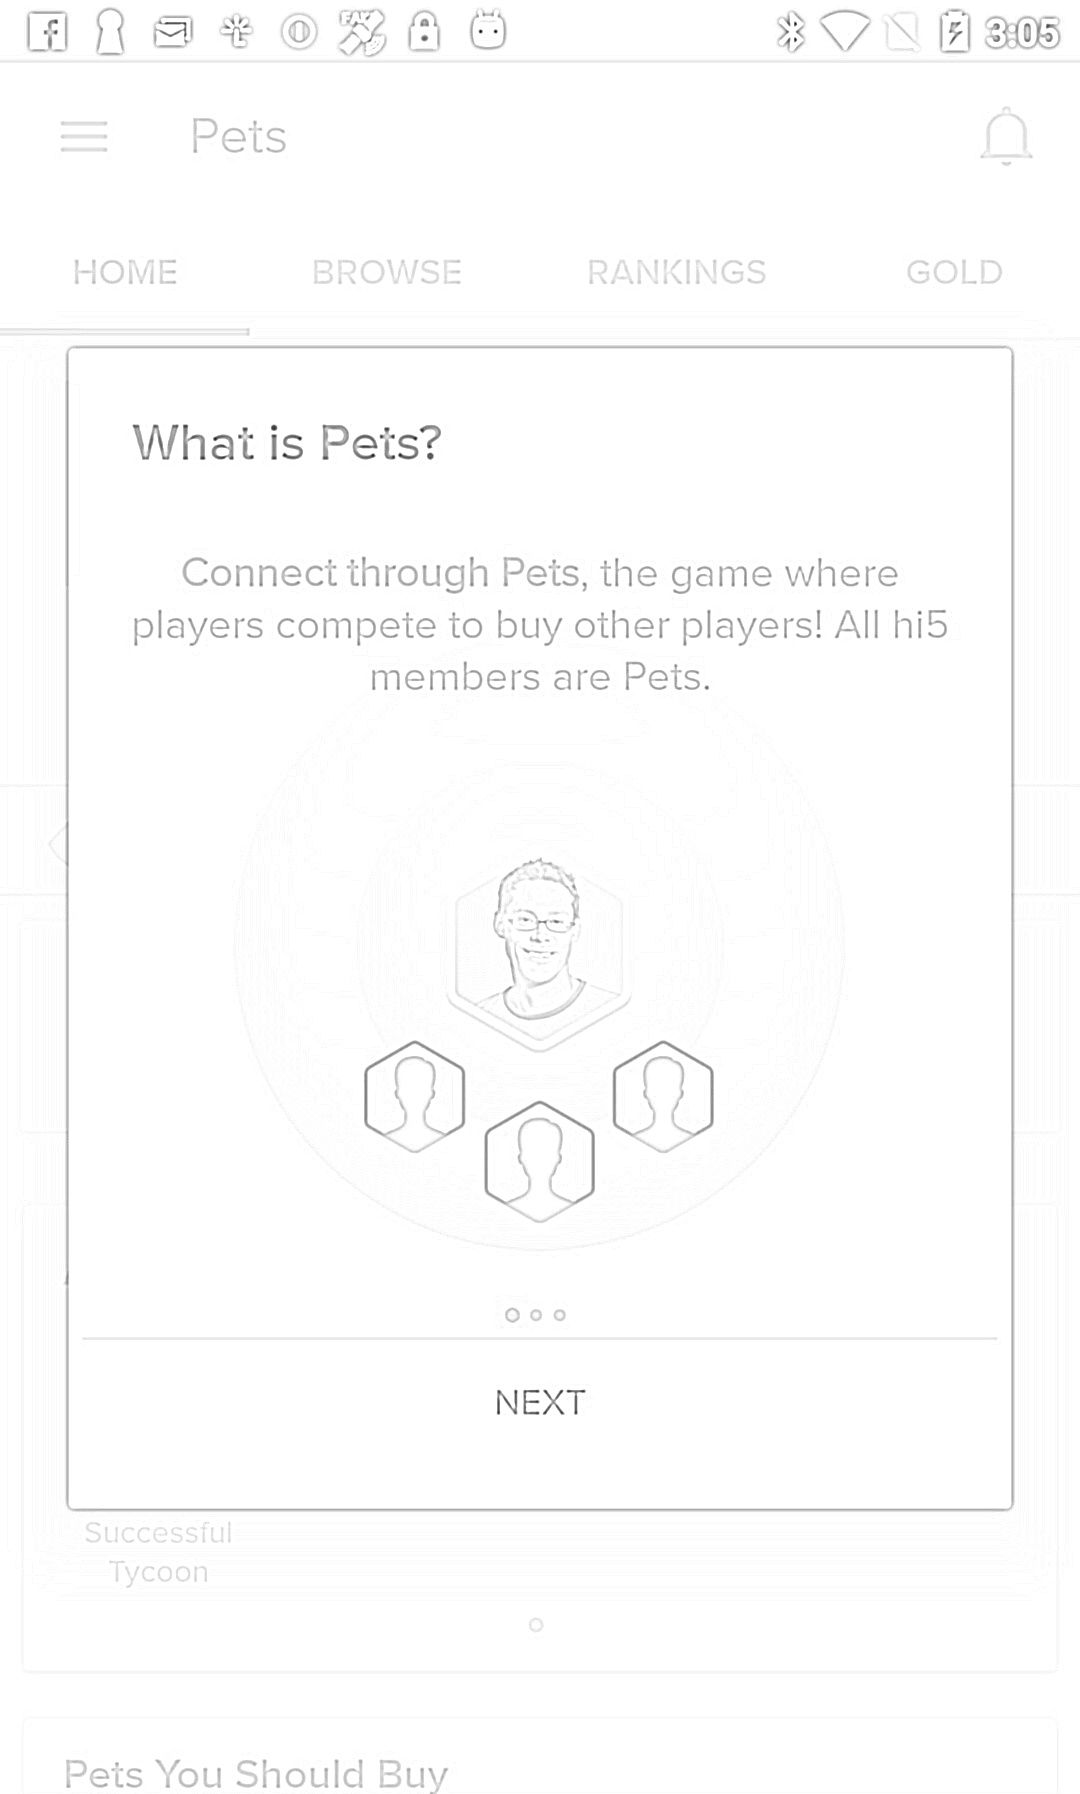 3:05
Pets
HOME BROWSE RANKINGS GOLD
What is Pets?
Connect through Pets, the game where
players compete to buy other players! All hi5
members are Pets.
NEXT
Successful
Tycoon
Pets You Should Buy